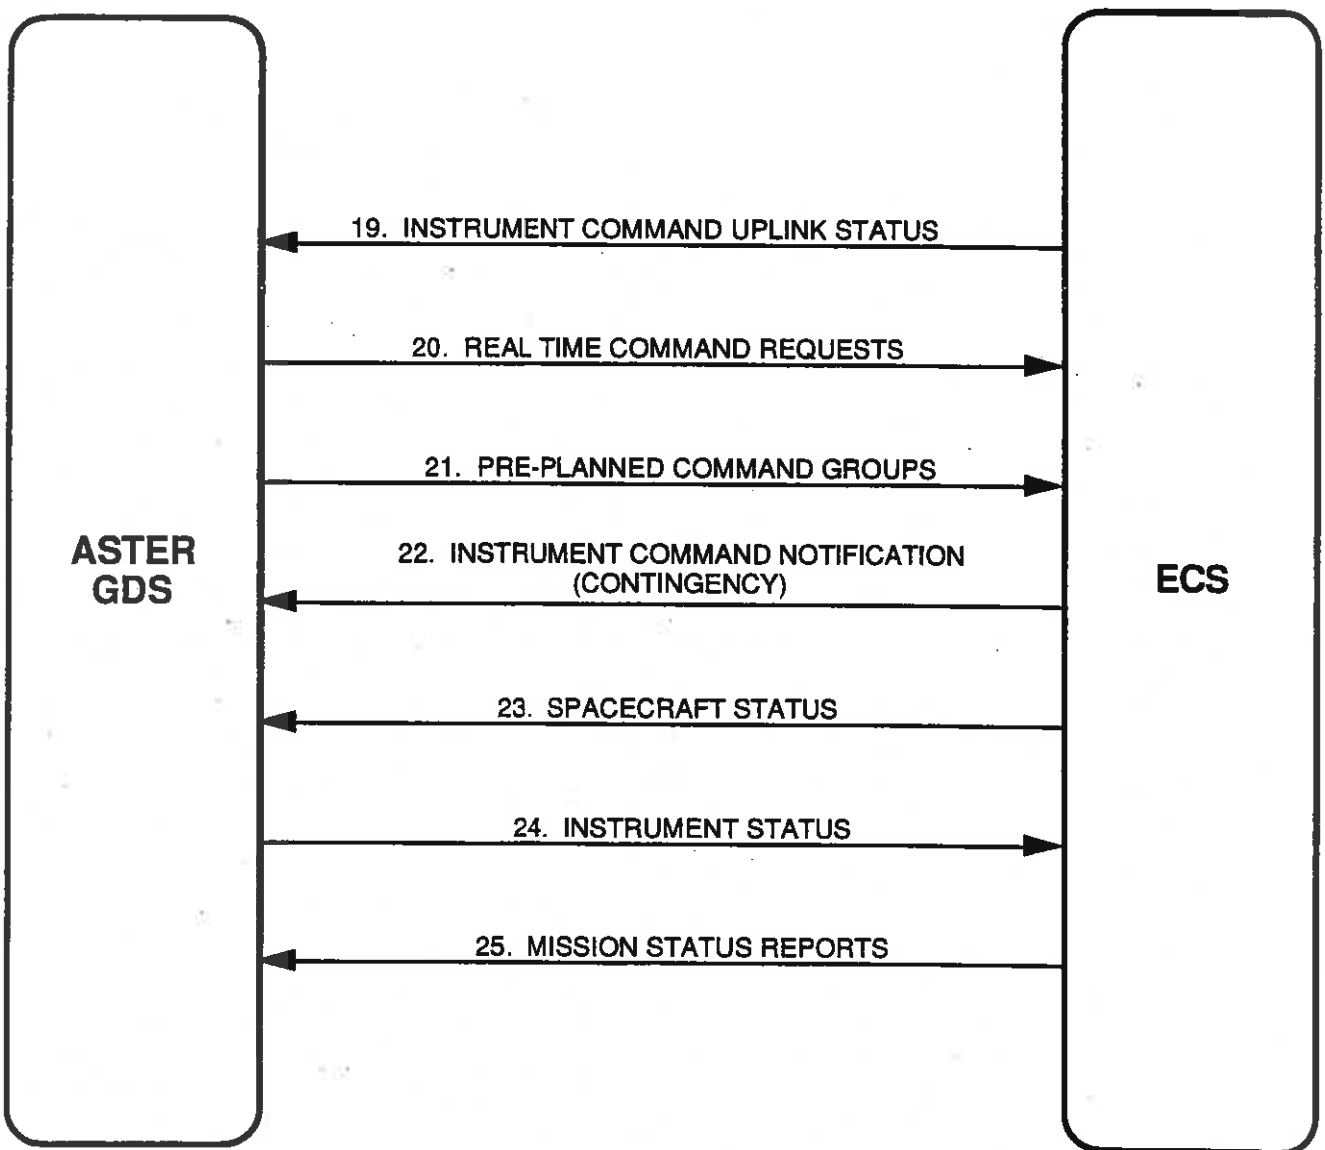 19. INSTRUMENT COMMAND UPLINK STATUS
20. REAL TIME COMMAND REQUESTS
21. PRE-PLANNED COMMAND GROUPS
ASTER
GDS
22. INSTRUMENT COMMAND NOTIFICATION
(CONTINGENCY)
ECS
23. SPACECRAFT STATUS
24. INSTRUMENT STATUS
25. MISSION STATUS REPORTS